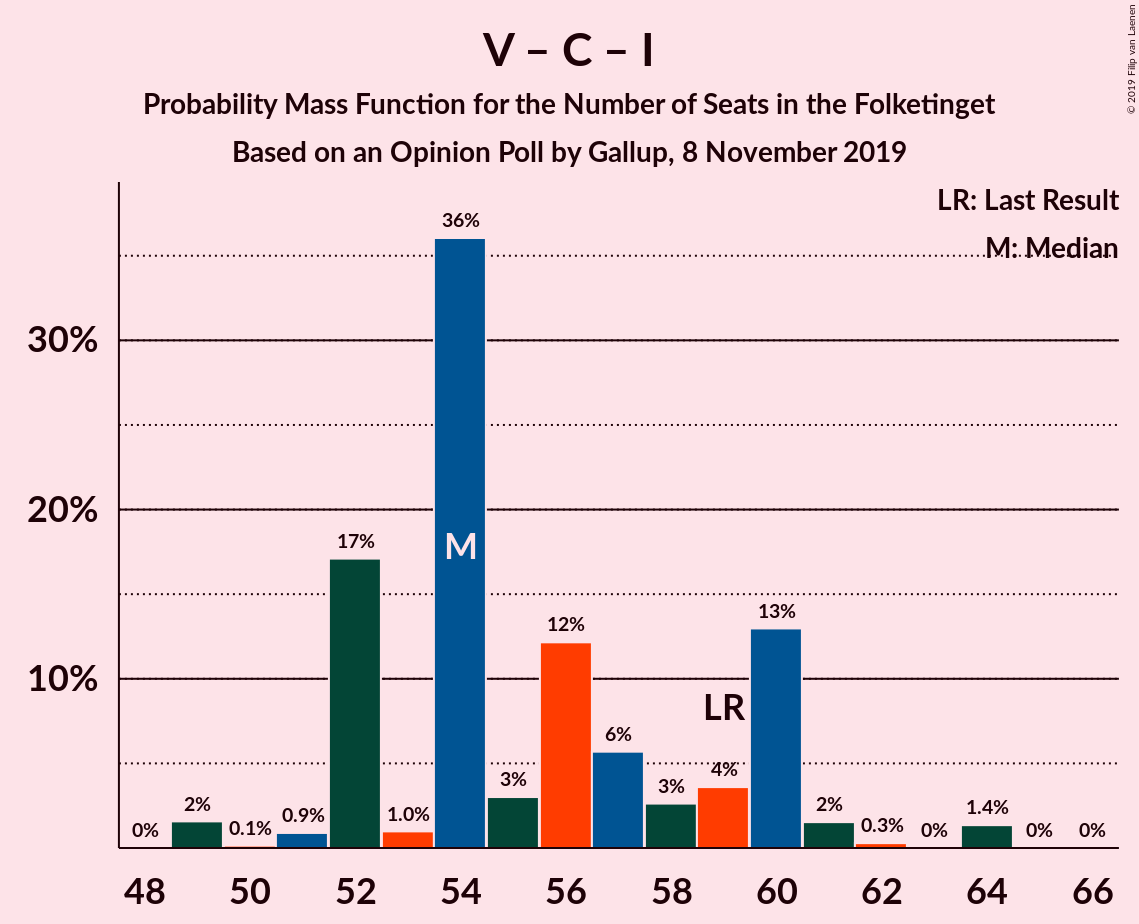 V – C – I
Probability Mass Function for the Number of Seats in the Folketinget
Based on an Opinion Poll by Gallup, 8 November 2019
© 2019 Filip van Laenen
LR: Last Result
M: Median
30%
20%
10%
0%
2%
0.1%
0.9%
17%
1.0%
36%
M
3%
12%
6%
3%
LR
4%
13%
2%
0.3%
0%
1.4%
0%
0%
48 50 52 54 56 58 60 62 64 66